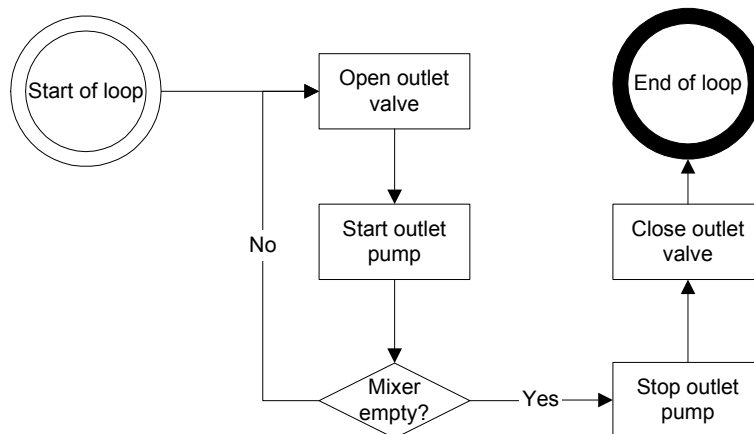 Start of loop
Open outlet
valve
Start outlet
pump
No
Mixer
empty?
Yes
Stop outlet
pump
Close outlet
valve
End of loop